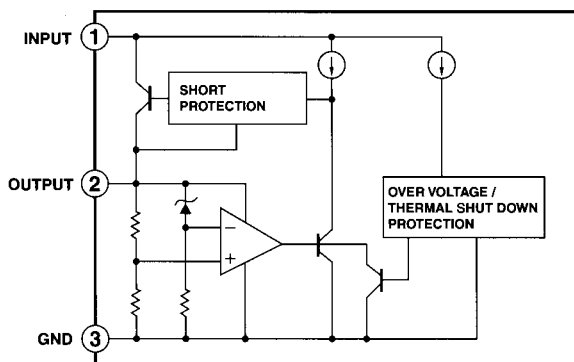 INPUT 1
SHORT
PROTECTION
OUTPUT 2
OVER VOLTAGE /
THERMAL SHUT DOWN
PROTECTION
−
+
GND 3